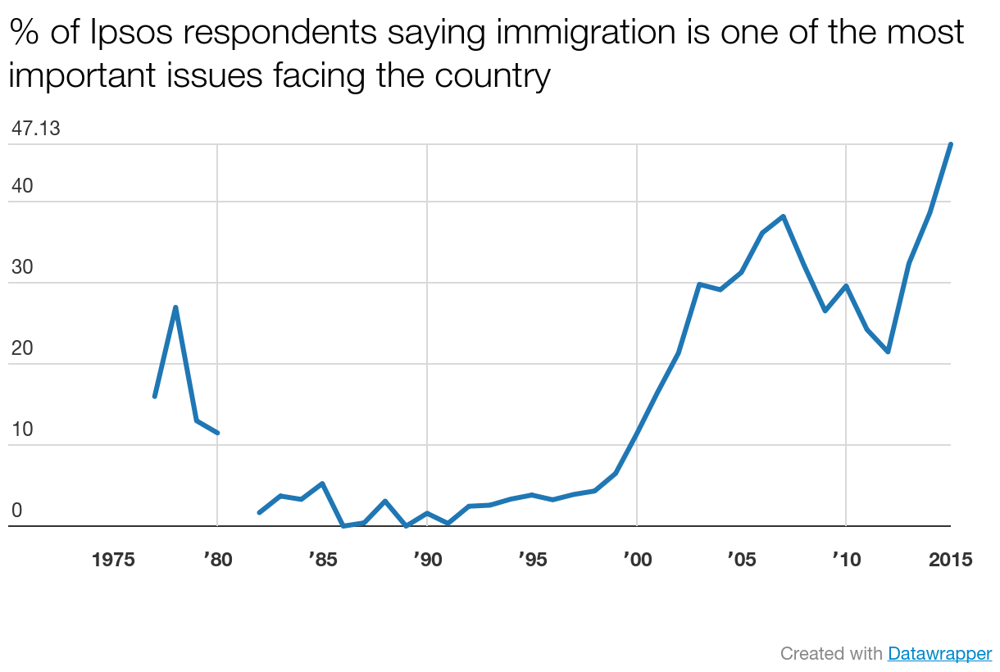 % of Ipsos respondents saying immigration is one of the most
important issues facing the country
47.13
40
30
20
10
0
1975 ’80 ’85 ’90 ’95 ’00 ’05 ’10 2015
Created with Datawrapper